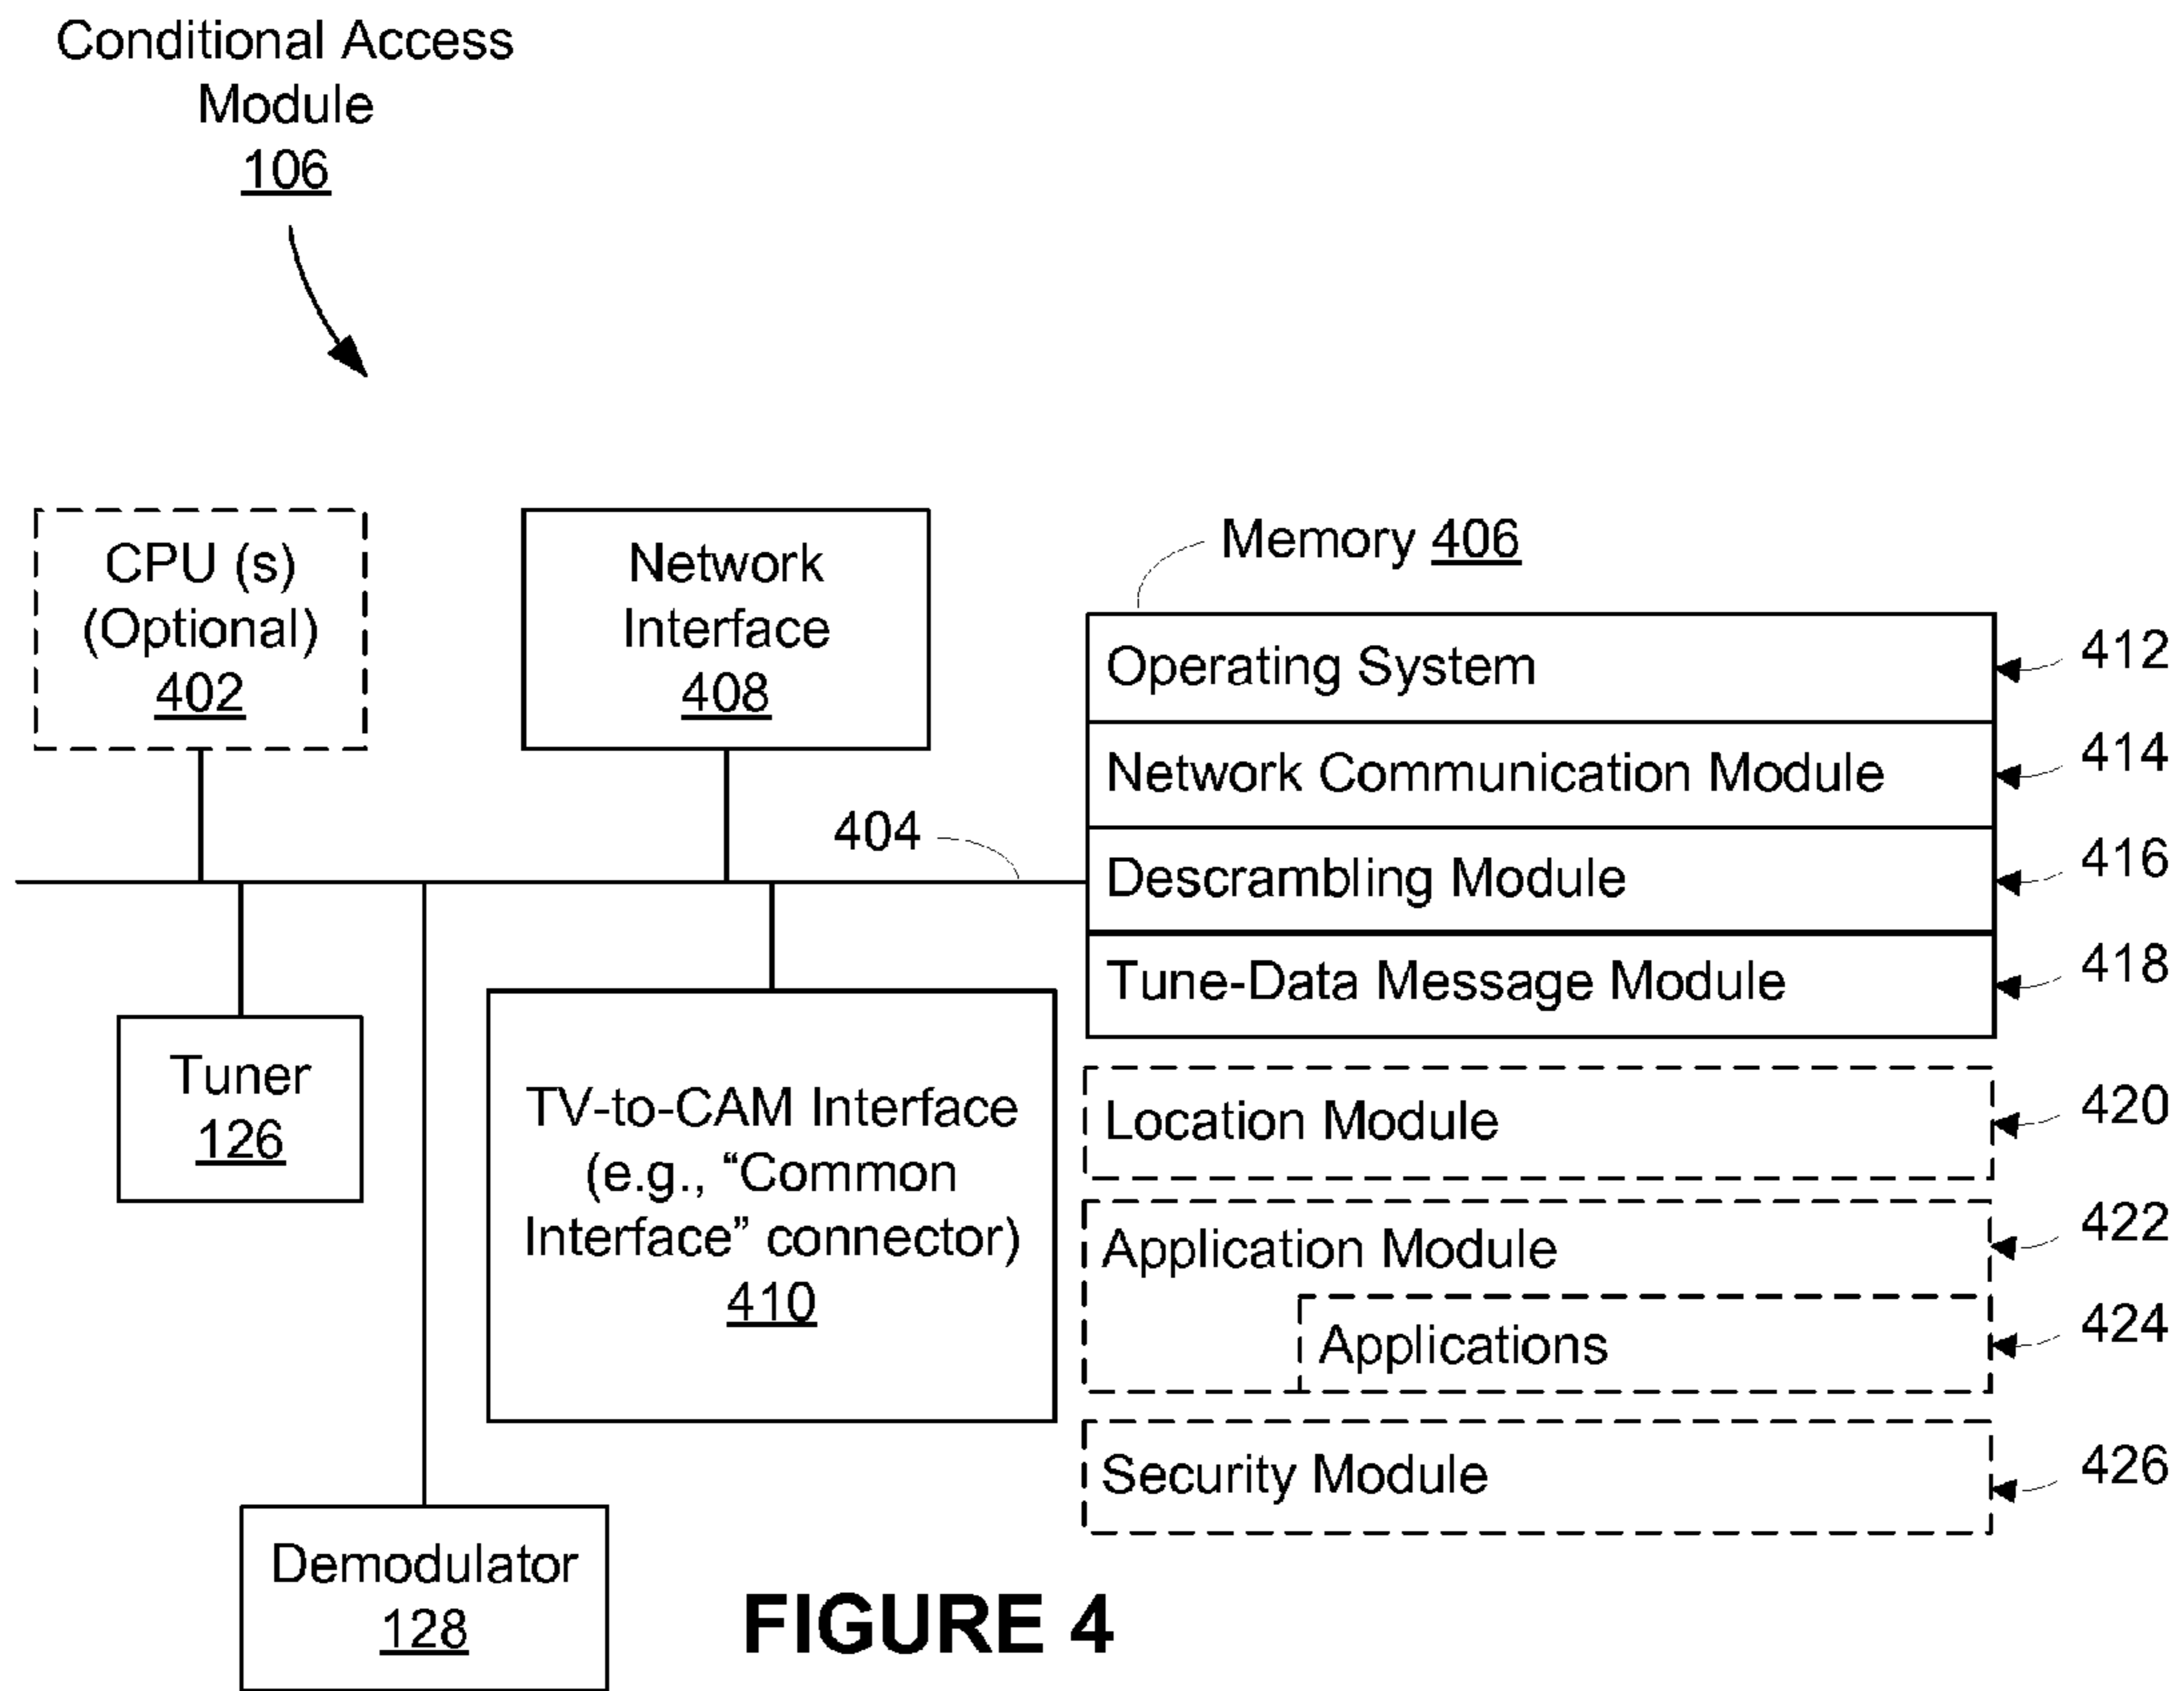 Conditional Access
Module
106
CPU (s)
(Optional)
402
Network
Interface
408
Memory 406
Operating System
412
Network Communication Module
414
404
Descrambling Module
416
Tune-Data Message Module
418
Tuner
126
TV-to-CAM Interface
(e.g., “Common
Interface” connector)
410
Location Module
420
Application Module
422
Applications
424
Security Module
426
Demodulator
128
FIGURE 4